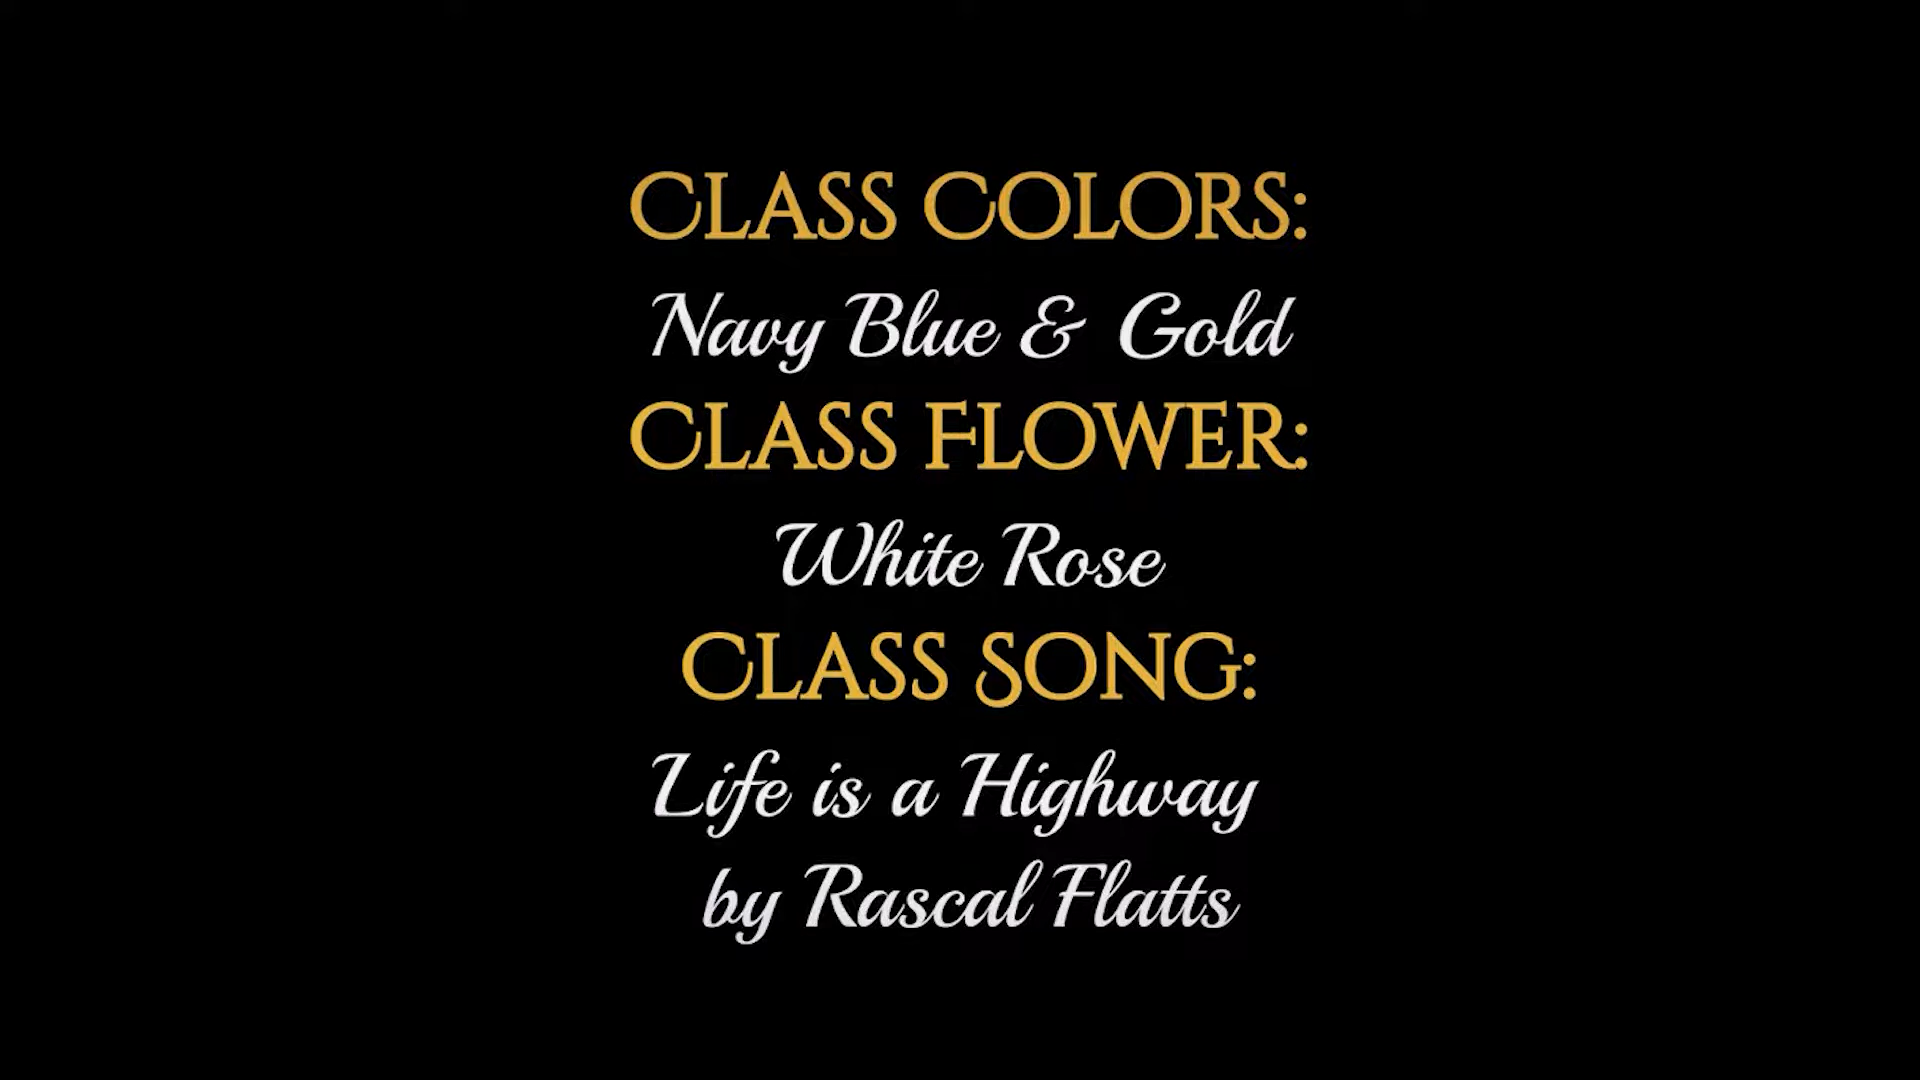 Class Colors:
Navy Blue & Gold
Class Flower:
White Rose
Class Song:
Life is a Highway
by Rascal Flatts